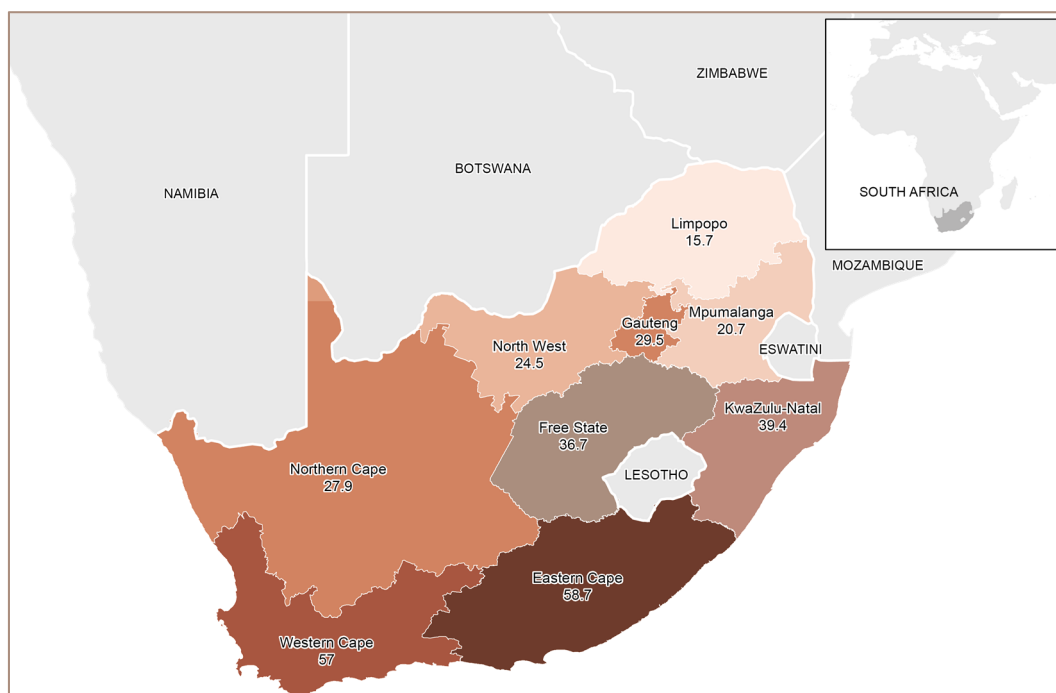 ZIMBABWE
BOTSWANA
NAMIBIA
SOUTH AFRICA
Limpopo
15.7
MOZAMBIQUE
Mpumalanga
20.7
Gauteng
29.5
North West
24.5
ESWATINI
KwaZulu-Natal
39.4
Free State
36.7
Northern Cape
27.9
LESOTHO
Eastern Cape
58.7
Western Cape
57